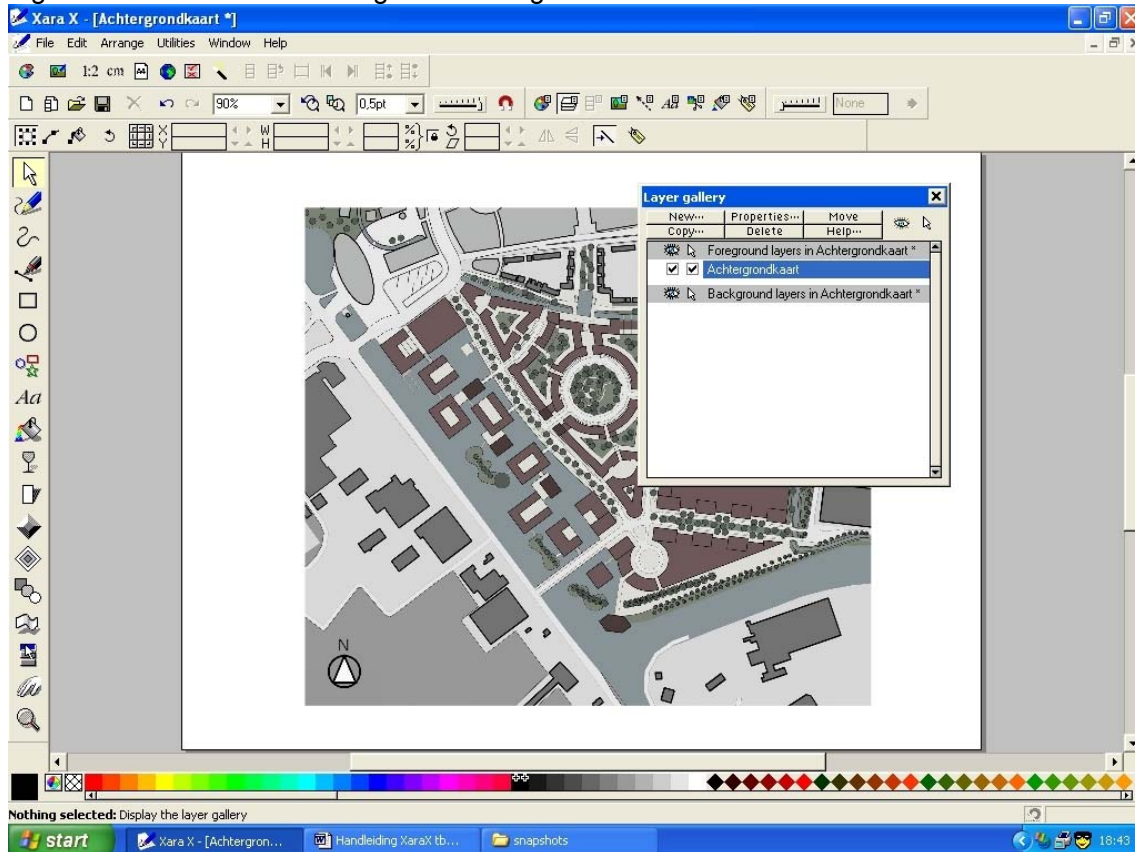 Xara X - [Achtergrondkaart *]
File Edit Arrange Utilities Window Help
1:2 cm
90% 0,5pt None
X W % 
Y H %
Layer gallery
New... Properties... Move
Copy... Delete Help...
Foreground layers in Achtergrondkaart *
Achtergrondkaart
Background layers in Achtergrondkaart *
Aa
N
Nothing selected: Display the layer gallery
start Xara X - [Achtergron... Handleiding XaraX tb... snapshots 18:43